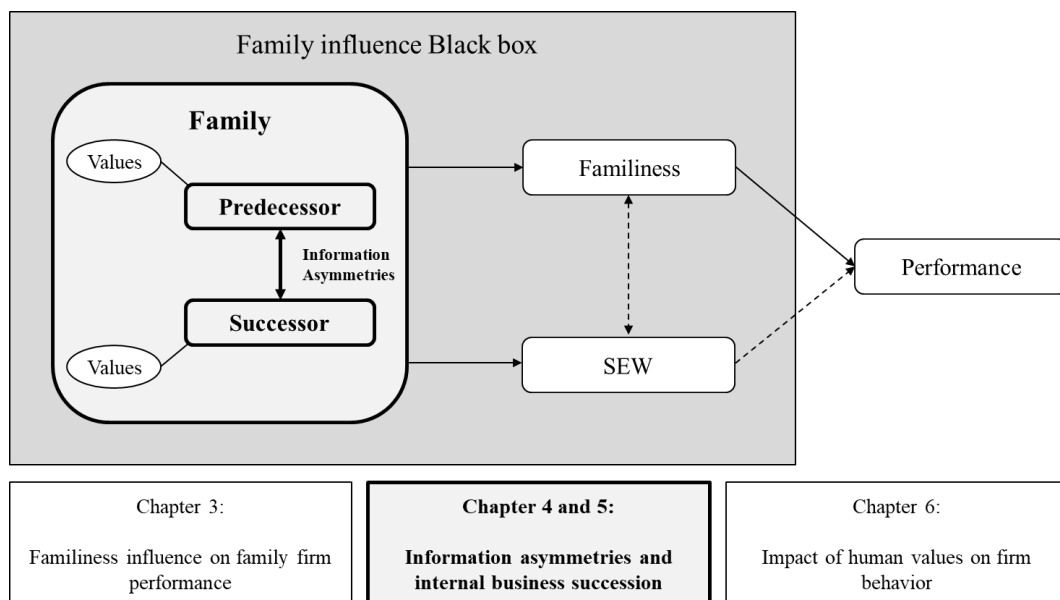 Family influence Black box
Family
Values
Predecessor
Information
Asymmetries
Successor
Values
Familiness
SEW
Performance
Chapter 3:
Familiness influence on family firm
performance
Chapter 4 and 5:
Information asymmetries and
internal business succession
Chapter 6:
Impact of human values on firm
behavior